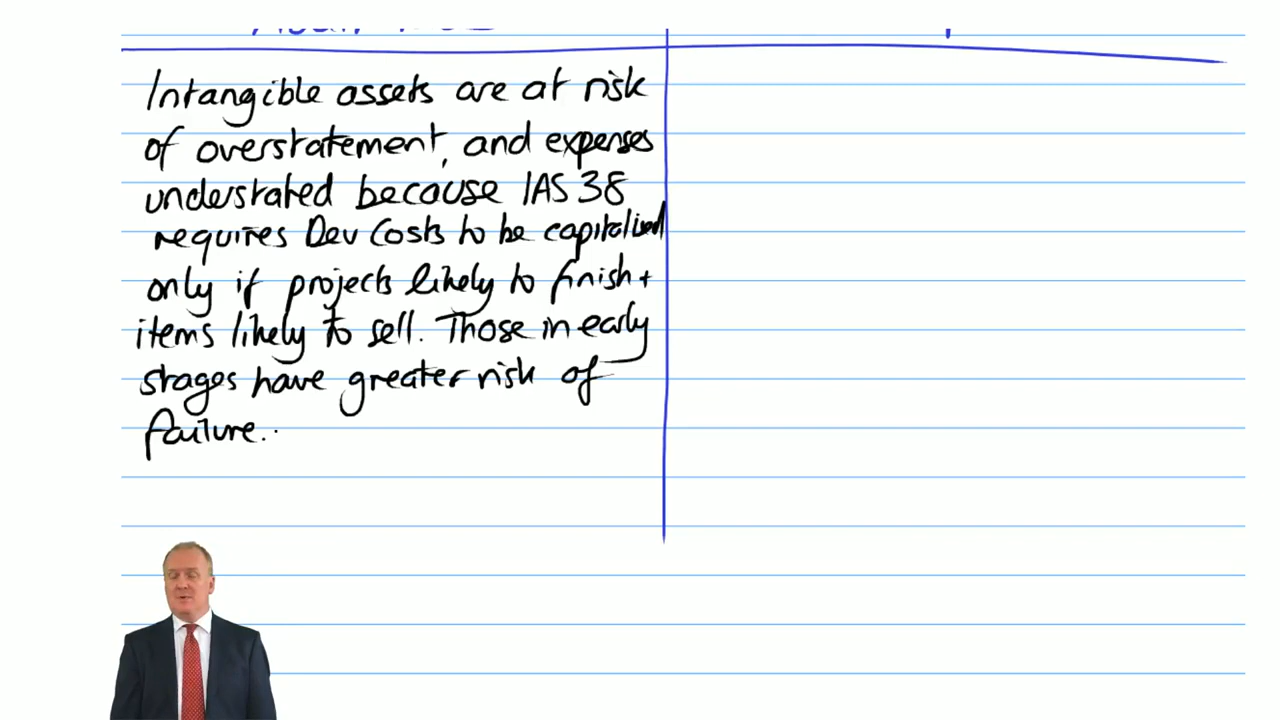 Intangible assets are at risk
of overstatement, and expenses
understated because IAS 38
requires Dev Costs to be capitalised
only if projects likely to finish +
items likely to sell. Those in early
stages have greater risk of
failure.